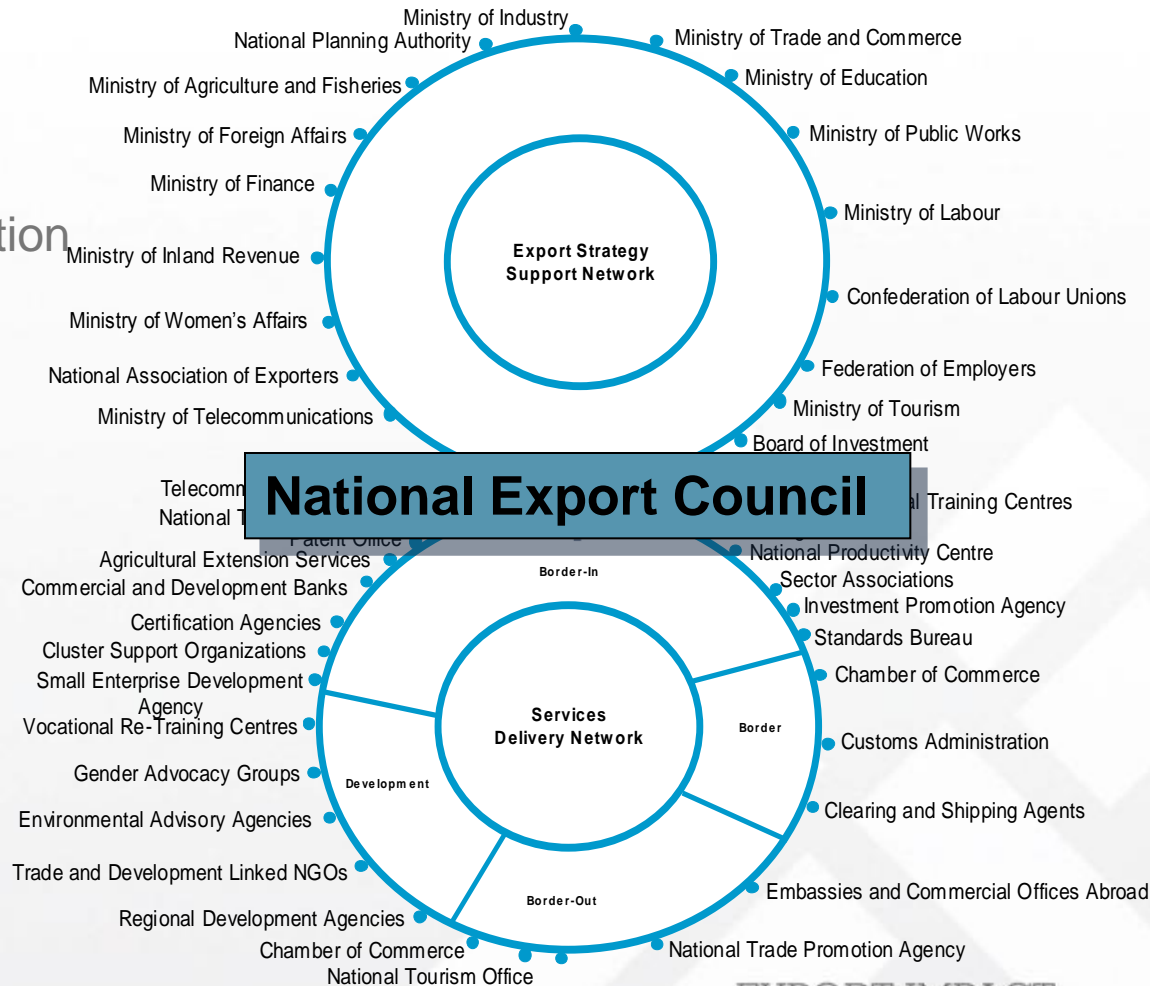 Ministry of Industry
National Planning Authority
Ministry of Trade and Commerce
Ministry of Agriculture and Fisheries
Ministry of Education
Ministry of Foreign Affairs
Ministry of Public Works
Ministry of Finance
Ministry of Labour
tion
Ministry of Inland Revenue
Export Strategy
Support Network
Ministry of Women's Affairs
Confederation of Labour Unions
National Association of Exporters
Federation of Employers
Ministry of Telecommunications
Ministry of Tourism
Board of Investment
National Export Council
Telecomm
National T
al Training Centres
Patent Office
Agricultural Extension Services
Commercial and Development Banks
Certification Agencies
Cluster Support Organizations
Small Enterprise Development
Agency
Vocational Re-Training Centres
Gender Advocacy Groups
Environmental Advisory Agencies
Trade and Development Linked NGOs
Regional Development Agencies
Chamber of Commerce
National Tourism Office
Border-In
National Productivity Centre
Sector Associations
Investment Promotion Agency
Standards Bureau
Chamber of Commerce
Services
Delivery Network
Border
Customs Administration
Development
Clearing and Shipping Agents
Border-Out
Embassies and Commercial Offices Abroad
National Trade Promotion Agency